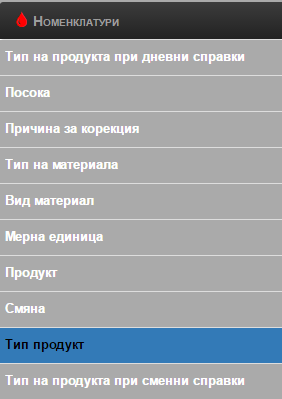 Номенклатури
Тип на продукта при дневни справки
Посока
Причина за корекция
Тип на материала
Вид материал
Мерна единица
Продукт
Смяна
Тип продукт
Тип на продукта при сменни справки